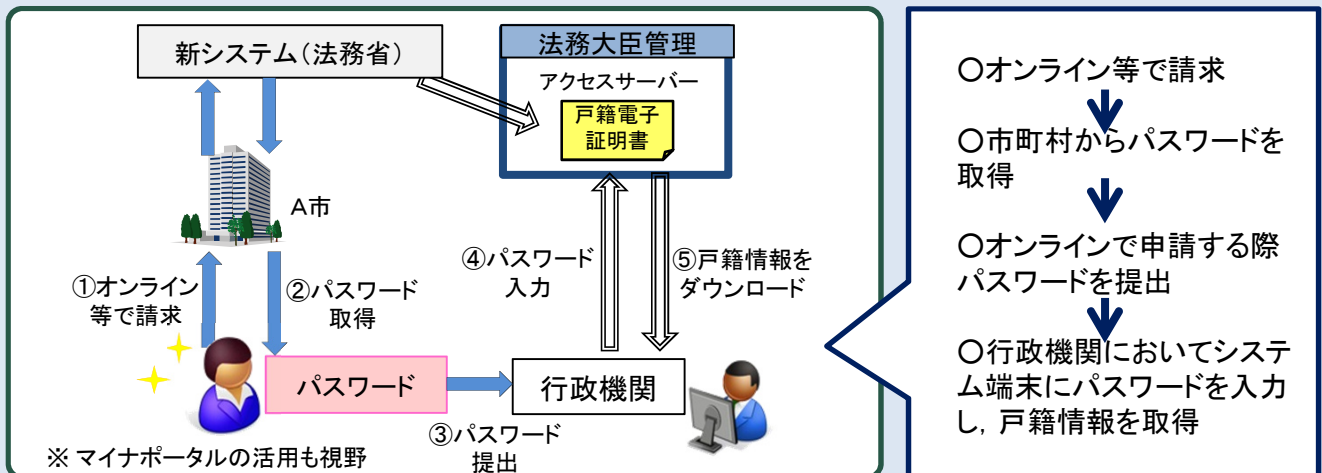 新システム(法務省)
法務大臣管理
アクセスサーバー
戸籍電子
証明書
A市
①オンライン
等で請求
②パスワード
取得
④パスワード
入力
⑤戸籍情報を
ダウンロード
パスワード
行政機関
③パスワード
提出
※ マイナポータルの活用も視野
〇オンライン等で請求
〇市町村からパスワードを
取得
〇オンラインで申請する際
パスワードを提出
〇行政機関においてシステ
ム端末にパスワードを入力
し，戸籍情報を取得